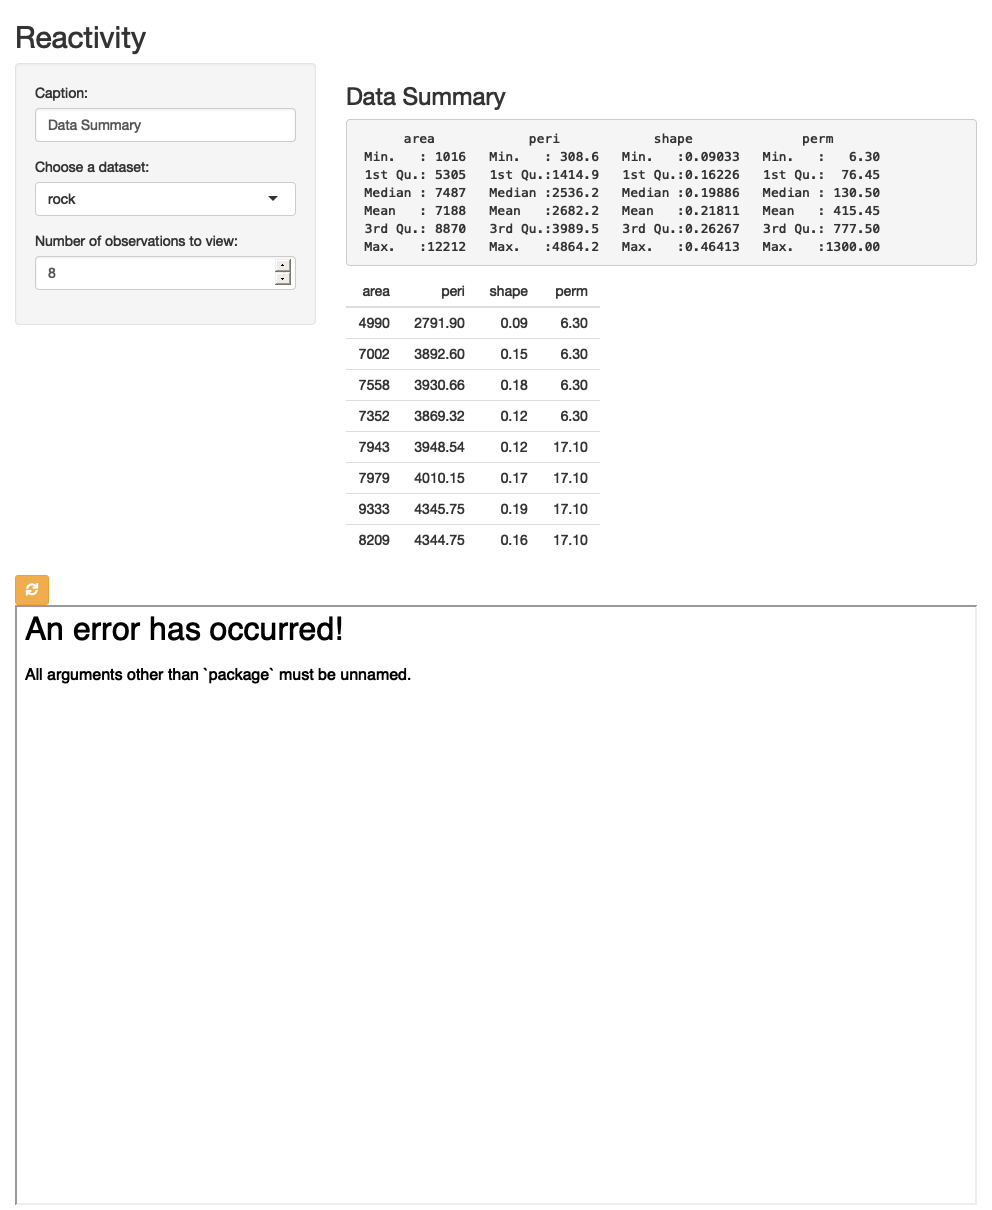 Reactivity
Caption:
Data Summary
Choose a dataset:
rock
Number of observations to view:
8
Data Summary
area peri shape perm
Min. : 1016 Min. : 308.6 Min. :0.09033 Min. : 6.30
1st Qu.: 5305 1st Qu.:1414.9 1st Qu.:0.16226 1st Qu.: 76.45
Median : 7487 Median :2536.2 Median :0.19886 Median : 130.50
Mean : 7188 Mean :2682.2 Mean :0.21811 Mean : 415.45
3rd Qu.: 8870 3rd Qu.:3989.5 3rd Qu.:0.26267 3rd Qu.: 777.50
Max. :12212 Max. :4864.2 Max. :0.46413 Max. :1300.00
area peri shape perm
4990 2791.90 0.09 6.30
7002 3892.60 0.15 6.30
7558 3930.66 0.18 6.30
7352 3869.32 0.12 6.30
7943 3948.54 0.12 17.10
7979 4010.15 0.17 17.10
9333 4345.75 0.19 17.10
8209 4344.75 0.16 17.10
An error has occurred!
All arguments other than `package` must be unnamed.